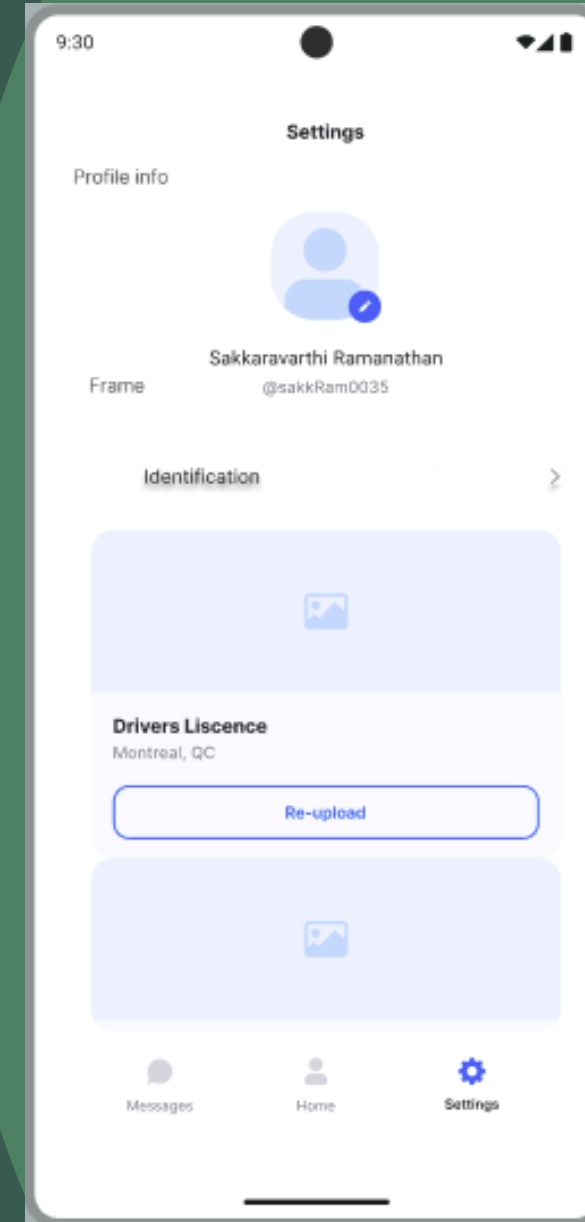 9:30
Settings
Profile info
Sakkaravarthi Ramanathan
Frame
@sakkRam0035
Identification
Drivers Liscence
Montreal, QC
Re-upload
Messages
Home
Settings